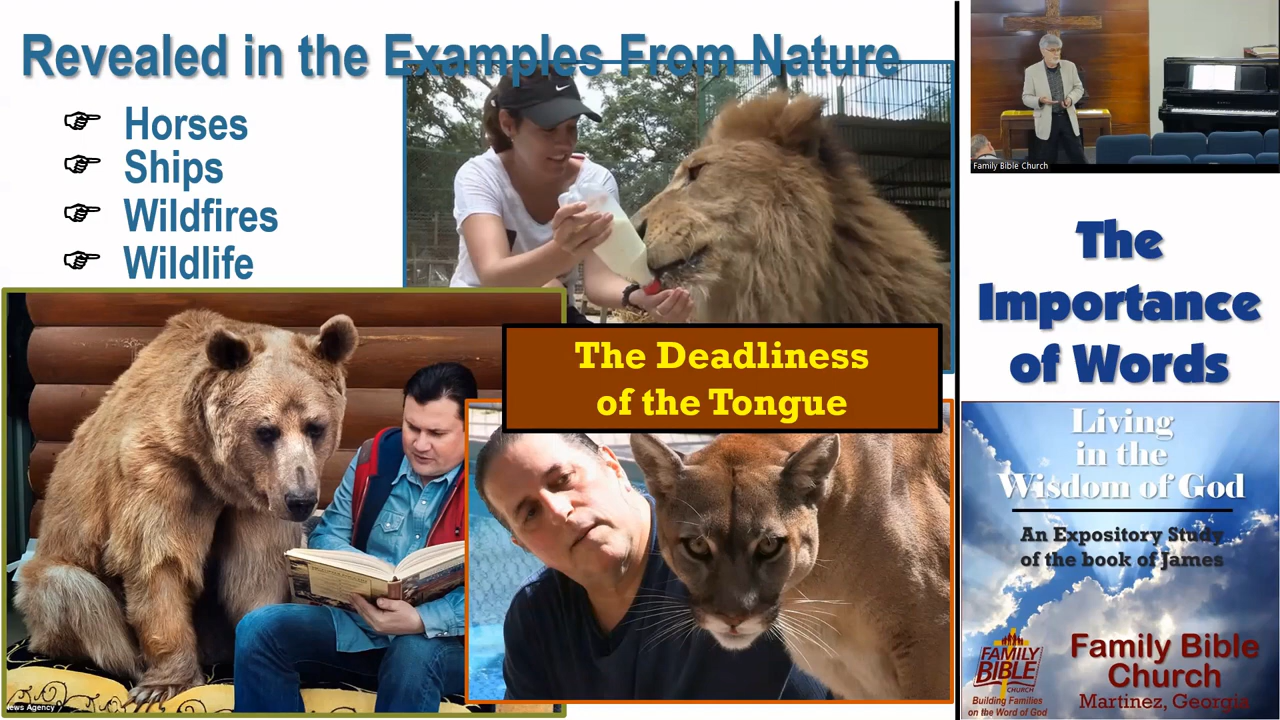 Revealed in the Examples From Nature
Horses
Ships
Wildfires
Wildlife
The Deadliness
of the Tongue
ews Agency
Family Bible Church
The
Importance
of Words
Living
in the
Wisdom of God
An Expository Study
of the book of James
FAMILY
BIBLE
CHURCH
Building Families
on the Word of God
Family Bible
Church
Martinez, Georgia